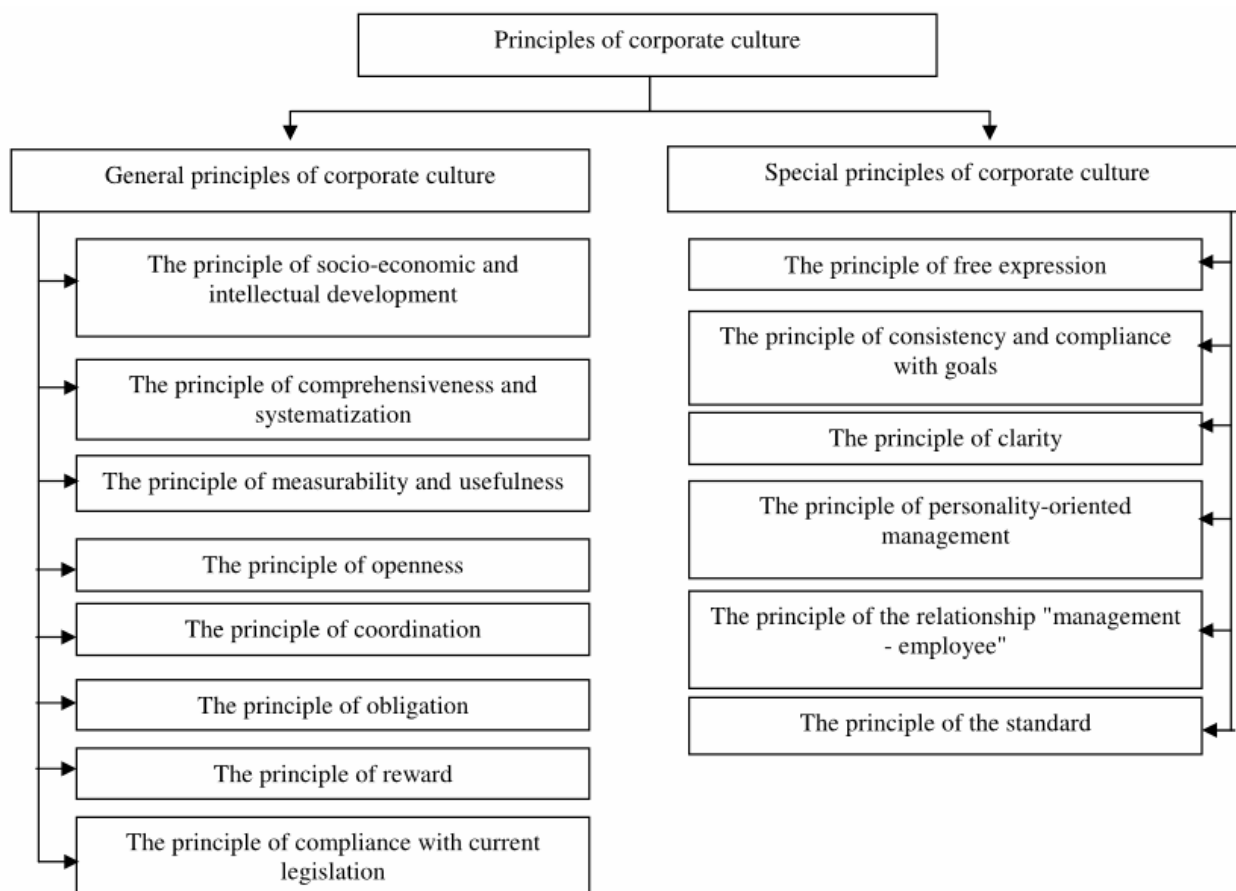 Principles of corporate culture
General principles of corporate culture
The principle of socio-economic and
intellectual development
The principle of comprehensiveness and
systematization
The principle of measurability and usefulness
The principle of openness
The principle of coordination
The principle of obligation
The principle of reward
The principle of compliance with current
legislation
Special principles of corporate culture
The principle of free expression
The principle of consistency and compliance
with goals
The principle of clarity
The principle of personality-oriented
management
The principle of the relationship "management
- employee"
The principle of the standard